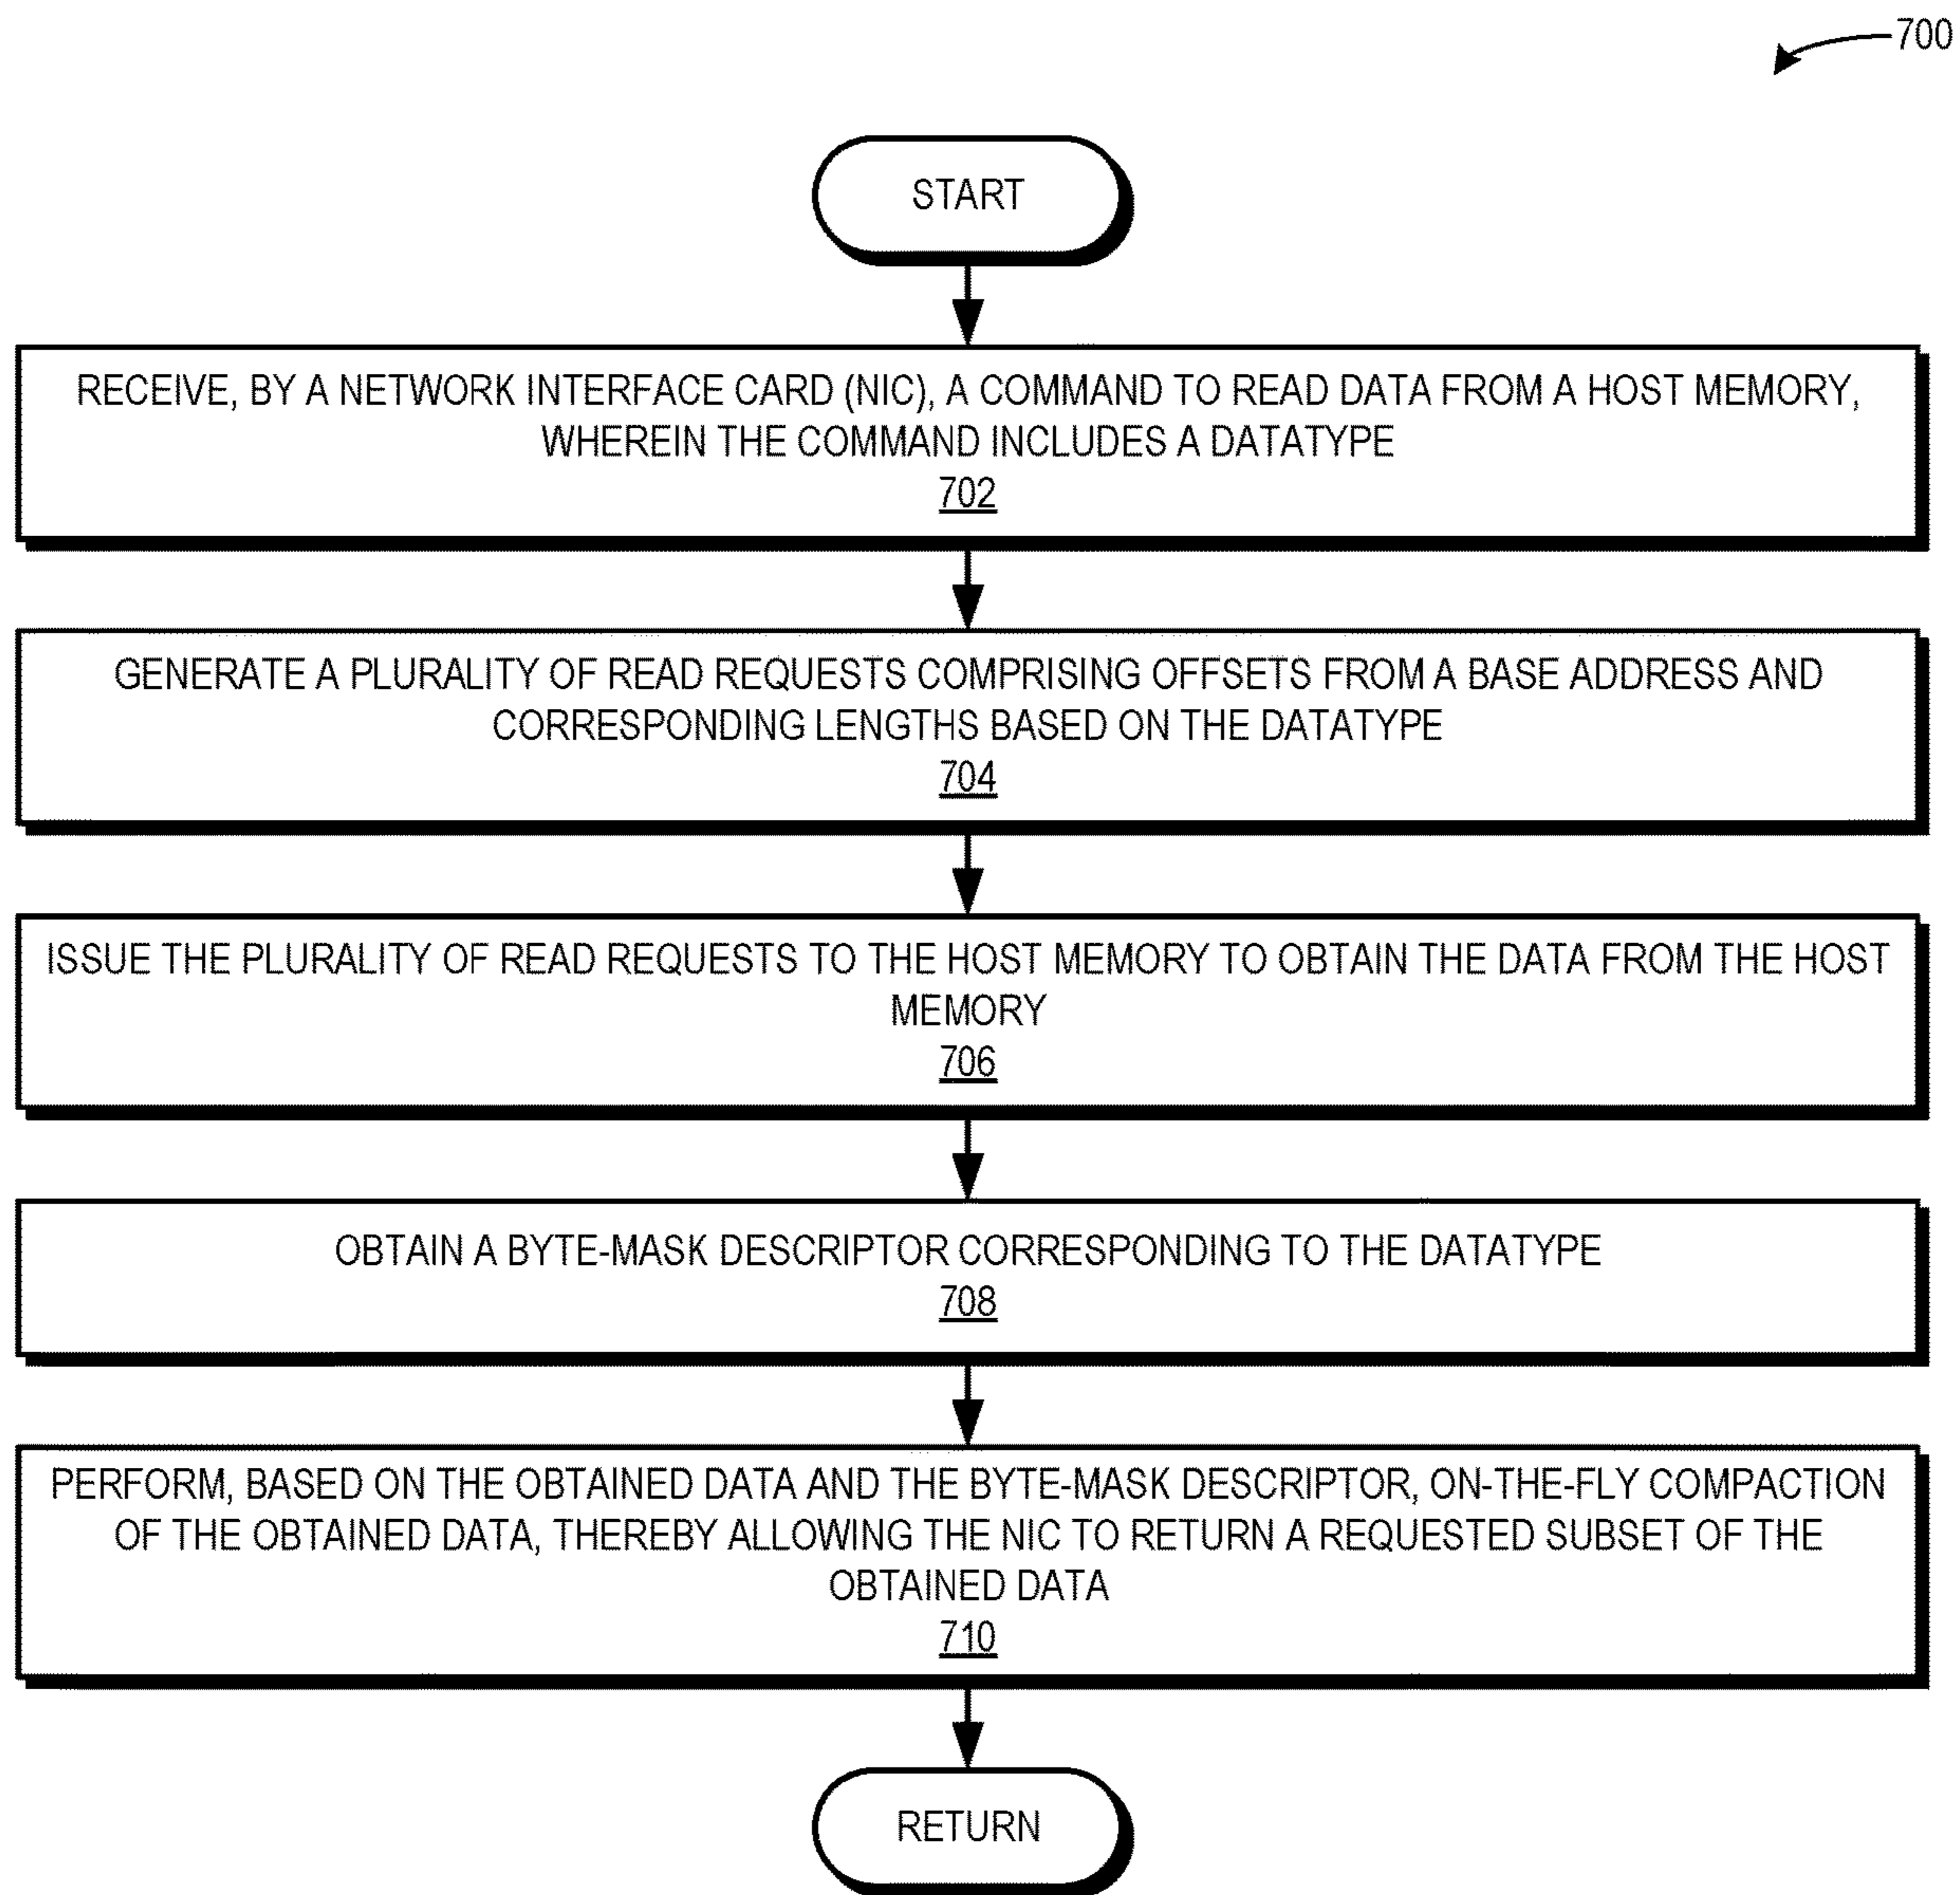 700
START
RECEIVE, BY A NETWORK INTERFACE CARD (NIC), A COMMAND TO READ DATA FROM A HOST MEMORY,
WHEREIN THE COMMAND INCLUDES A DATATYPE
702
GENERATE A PLURALITY OF READ REQUESTS COMPRISING OFFSETS FROM A BASE ADDRESS AND
CORRESPONDING LENGTHS BASED ON THE DATATYPE
704
ISSUE THE PLURALITY OF READ REQUESTS TO THE HOST MEMORY TO OBTAIN THE DATA FROM THE HOST
MEMORY
706
OBTAIN A BYTE-MASK DESCRIPTOR CORRESPONDING TO THE DATATYPE
708
PERFORM, BASED ON THE OBTAINED DATA AND THE BYTE-MASK DESCRIPTOR, ON-THE-FLY COMPACTION
OF THE OBTAINED DATA, THEREBY ALLOWING THE NIC TO RETURN A REQUESTED SUBSET OF THE
OBTAINED DATA
710
RETURN